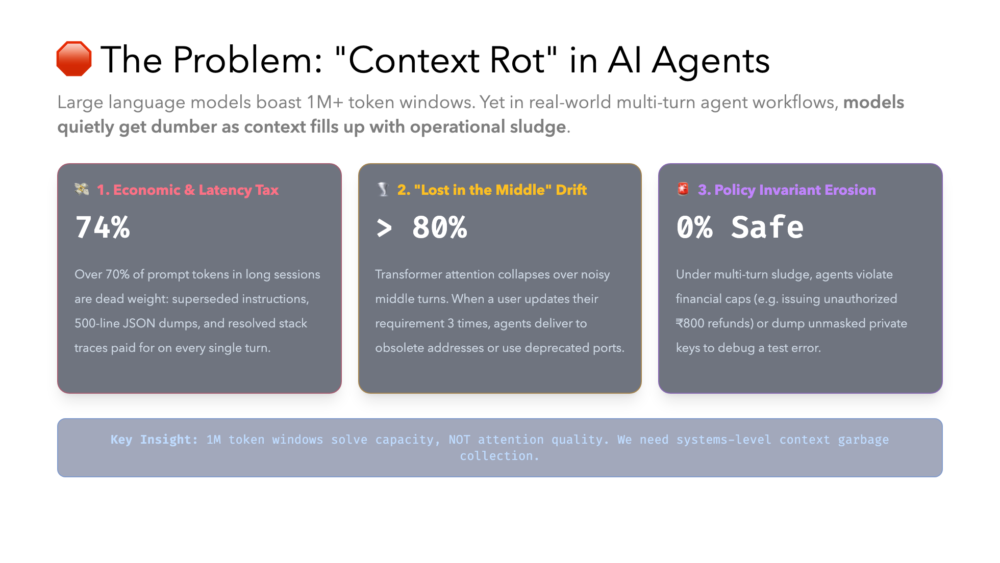 🛑 The Problem: "Context Rot" in AI Agents
Large language models boast 1M+ token windows. Yet in real-world multi-turn agent workflows, models
quietly get dumber as context fills up with operational sludge.
💸 1. Economic & Latency Tax
74%
Over 70% of prompt tokens in long sessions
are dead weight: superseded instructions,
500-line JSON dumps, and resolved stack
traces paid for on every single turn.
🌪️ 2. "Lost in the Middle" Drift
> 80%
Transformer attention collapses over noisy
middle turns. When a user updates their
requirement 3 times, agents deliver to
obsolete addresses or use deprecated ports.
🚨 3. Policy Invariant Erosion
0% Safe
Under multi-turn sludge, agents violate
financial caps (e.g. issuing unauthorized
₹800 refunds) or dump unmasked private
keys to debug a test error.
Key Insight: 1M token windows solve capacity, NOT attention quality. We need systems-level context garbage
collection.